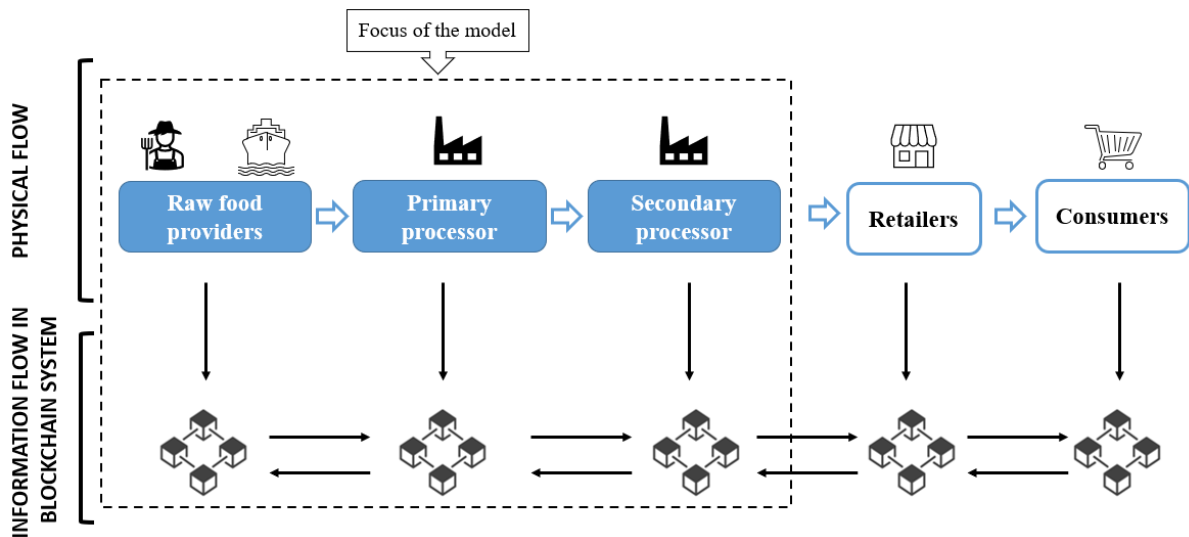 Focus of the model
PHYSICAL FLOW
Raw food
providers
Primary
processor
Secondary
processor
Retailers
Consumers
INFORMATION FLOW IN
BLOCKCHAIN SYSTEM